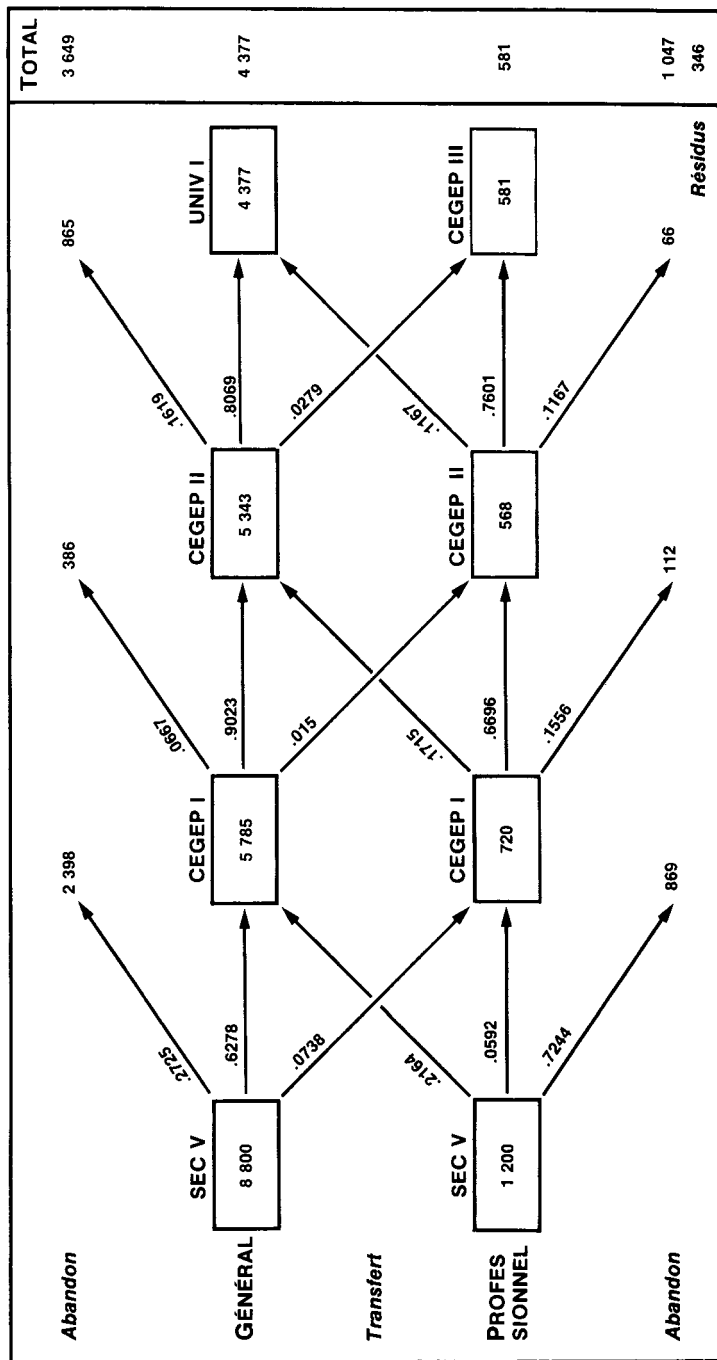 TOTAL
Abandon
2 398
386
865
3 649
.2725
.0667
.1619
SEC V
CEGEP I
CEGEP II
UNIV I
GÉNÉRAL
8 800
.6278
5 785
.9023
5 343
.8069
4 377
4 377
.0738
.015
.0279
Transfert
.2164
.1715
.1167
SEC V
CEGEP I
CEGEP II
CEGEP III
PROFES
SIONNEL
1 200
.0592
720
.6696
568
.7601
581
581
.7244
.1556
.1167
Abandon
869
112
66
1 047
Résidus
346